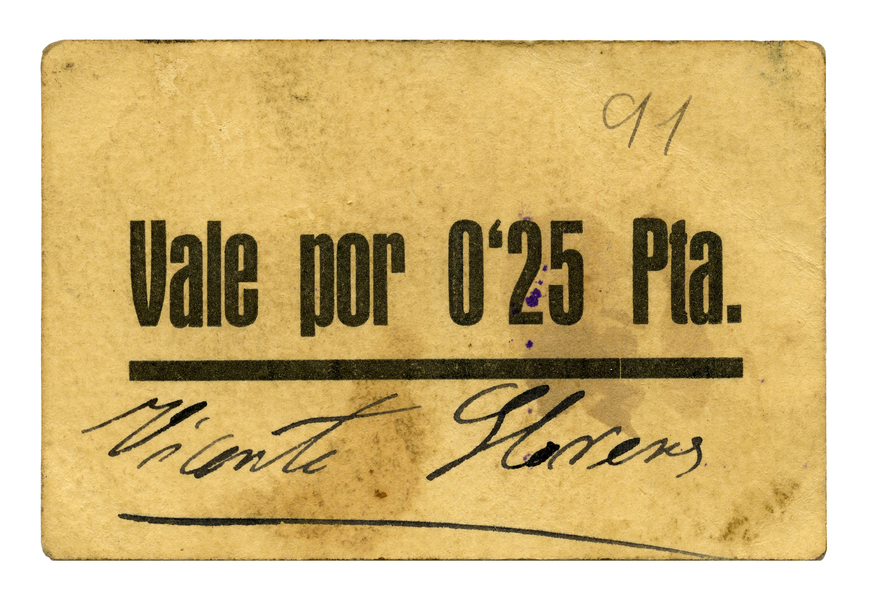 91
Vale por 0‘25 Pta.
Vicente Llorens